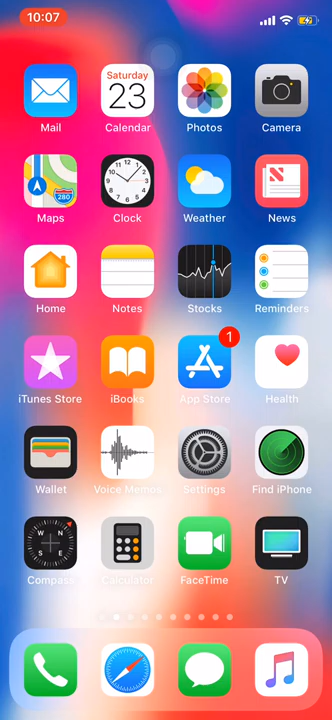 10:07
Saturday
23
Mail
Calendar
Photos
Camera
280
Maps
Clock
Weather
News
Home
Notes
Stocks
Reminders
1
iTunes Store
iBooks
App Store
Health
Wallet
Voice Memos
Settings
Find iPhone
N
W
E
S
Compass
Calculator
FaceTime
TV